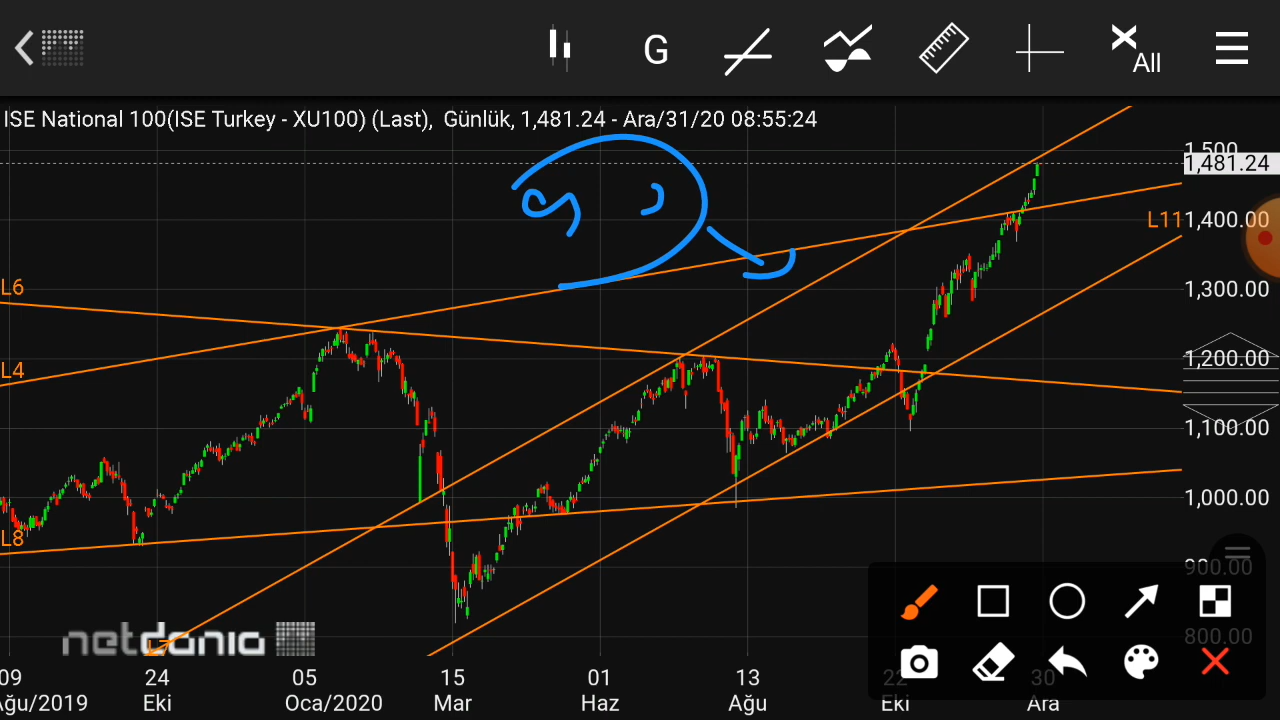 G
All
ISE National 100(ISE Turkey - XU100) (Last), Günlük, 1,481.24 - Ara/31/20 08:55:24
1,500
1,481.24
L11
1,400.00
L6
1,300.00
L4
1,200.00
1,100.00
1,000.00
L8
900.00
800.00
netdania
L7
09 24 05 15 01 13 22 30
Ağu/2019 Eki Oca/2020 Mar Haz Ağu Eki Ara